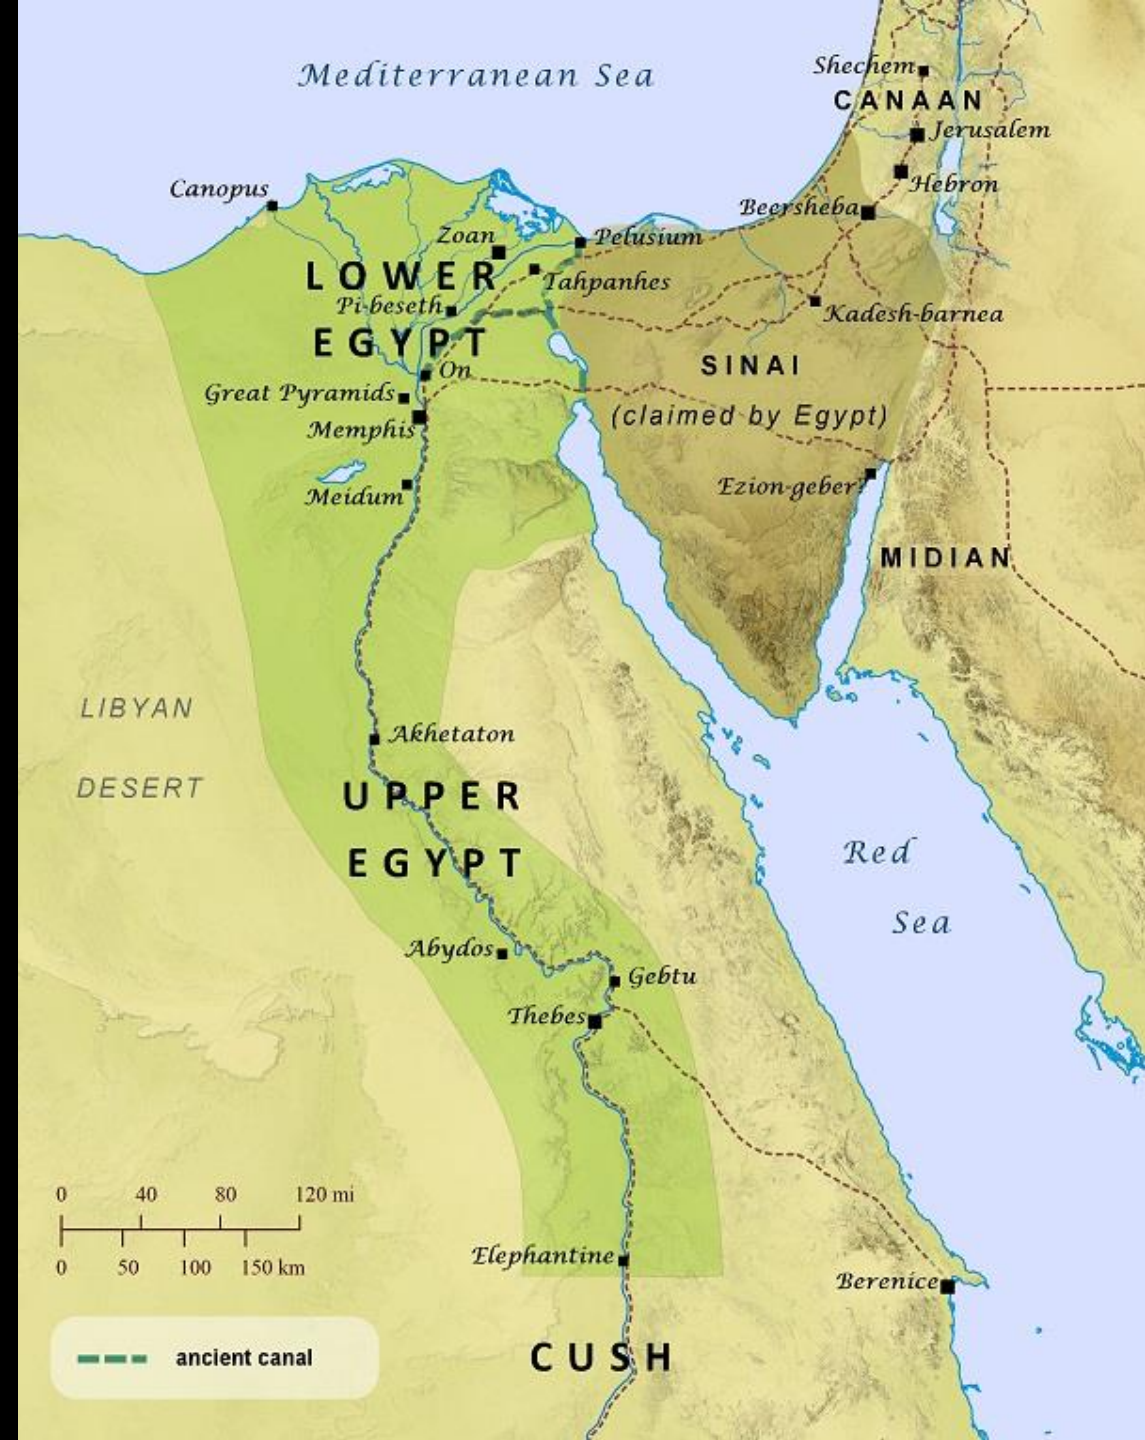 Mediterranean Sea
Shechem
CANAAN
Jerusalem
Canopus
Hebron
Beersheba
Zoan
Pelusium
LOWER
Tahpanhes
Pi-beseth
Kadesh-barnea
EGYPT
On
SINAI
Great Pyramids
(claimed by Egypt)
Memphis
Meidum
Ezion-geber?
MIDIAN
LIBYAN
DESERT
Akhetaton
UPPER
EGYPT
Red
Sea
Abydos
Gebtu
Thebes
0 40 80 120 mi
0 50 100 150 km
Elephantine
Berenice
CUSH
ancient canal